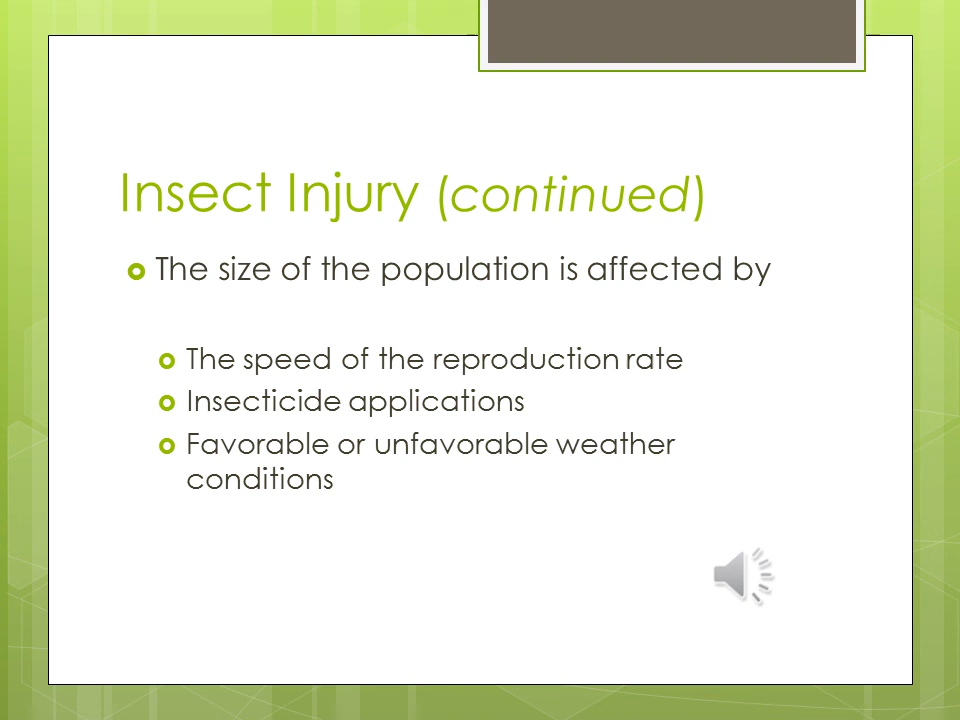 Insect Injury (continued)
The size of the population is affected by
The speed of the reproduction rate
Insecticide applications
Favorable or unfavorable weather
conditions